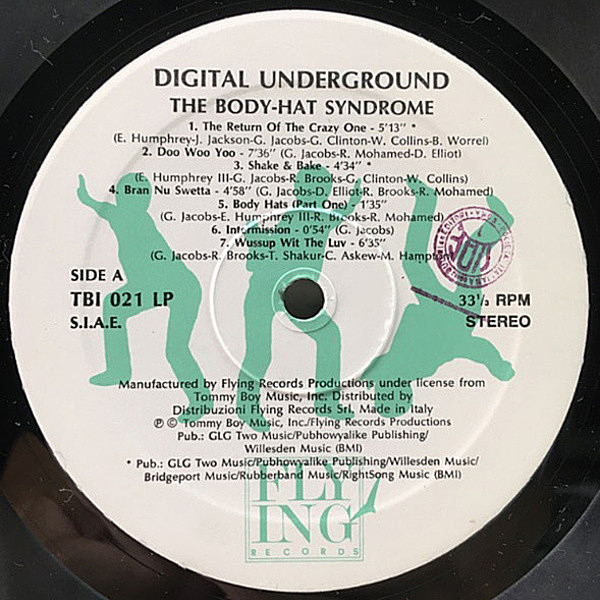 DIGITAL UNDERGROUND
THE BODY-HAT SYNDROME
1. The Return Of The Crazy One - 5'13'' *
(E. Humphrey-J. Jackson-G. Jacobs-G. Clinton-W. Collins-B. Worrel)
2. Doo Woo Yoo - 7'36'' (G. Jacobs-R. Mohamed-D. Elliot)
3. Shake & Bake - 4'34'' *
(E. Humphrey III-G. Jacobs-R. Brooks-G. Clinton-W. Collins)
4. Bran Nu Swetta - 4'58'' (G. Jacobs-D, Elliot-R. Brooks-R. Mohamed)
5. Body Hats (Part One) - 1'35''
(G. Jacobs-E. Humphrey III-R. Brooks-R. Mohamed)
6. Intermission - 0'54'' (G. Jacobs)
7. Wussup Wit The Luv - 6'35''
(G. Jacobs-R. Brooks-T. Shakur-C. Askew-M. Hampton)
SIDE A
TBI 021 LP
S.I.A.E.
33⅓ RPM
STEREO
Manufactured by Flying Records Productions under license from
Tommy Boy Music, Inc. Distributed by
Distribuzioni Flying Records Srl, Made in Italy
℗ © Tommy Boy Music, Inc./Flying Records Productions
Pub.: GLG Two Music/Pubhowyalike Publishing/
Willesden Music (BMI)
* Pub.: GLG Two Music/Pubhowyalike Publishing/Willesden Music/
Bridgeport Music/Rubberband Music/RightSong Music (BMI)
FLY
ING
RECORDS